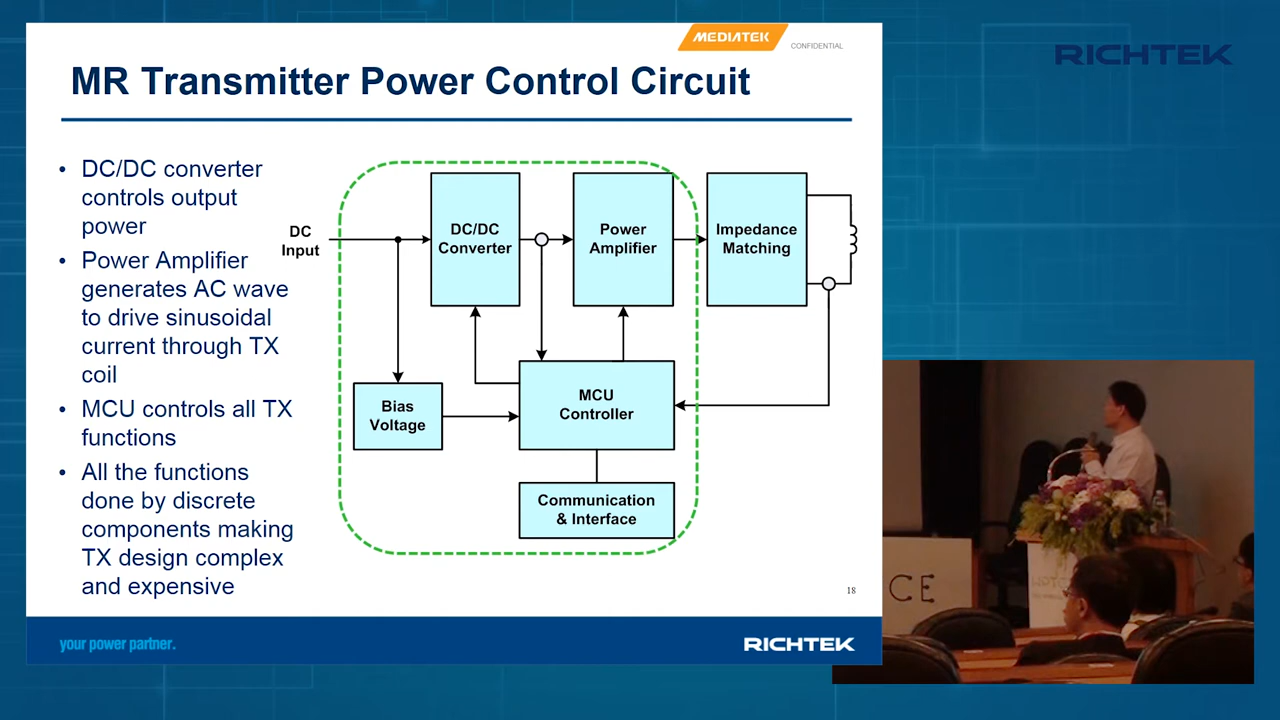 MEDIATEK
CONFIDENTIAL
RICHTEK
MR Transmitter Power Control Circuit
• DC/DC converter
controls output
power
• Power Amplifier
generates AC wave
to drive sinusoidal
current through TX
coil
• MCU controls all TX
functions
• All the functions
done by discrete
components making
TX design complex
and expensive
DC
Input
DC/DC
Converter
Power
Amplifier
Impedance
Matching
Bias
Voltage
MCU
Controller
Communication
& Interface
18
your power partner.
RICHTEK
CE